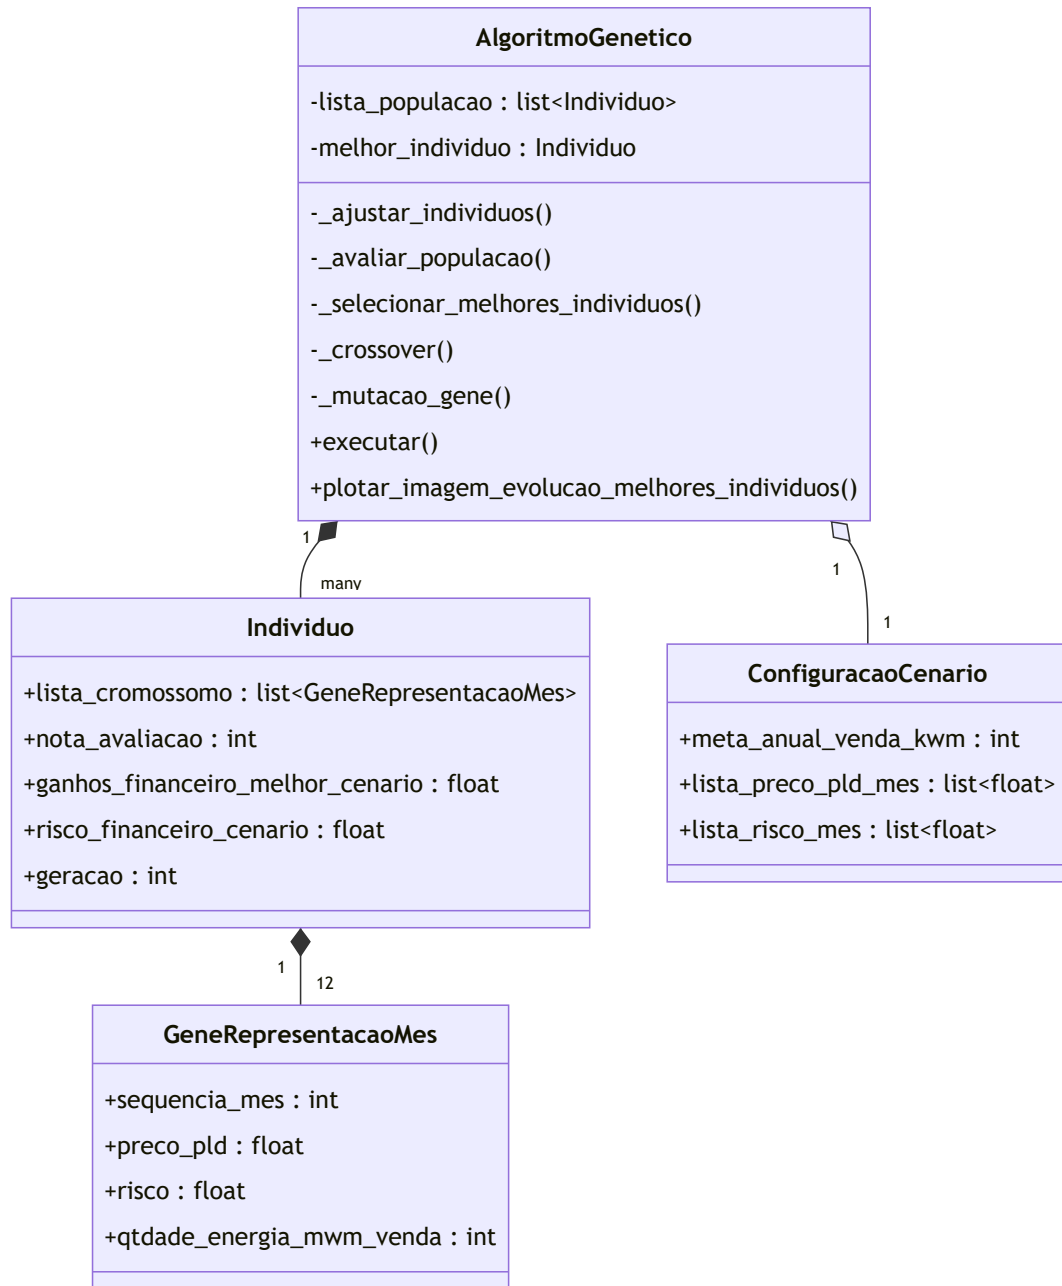 AlgoritmoGenetico
-lista_populacao : list<Individuo>
-melhor_individuo : Individuo
-_ajustar_individuos()
-_avaliar_populacao()
-_selecionar_melhores_individuos()
-_crossover()
-_mutacao_gene()
+executar()
+plotar_imagem_evolucao_melhores_individuos()
1
many
1
1
Individuo
+lista_cromossomo : list<GeneRepresentacaoMes>
+nota_avaliacao : int
+ganhos_financeiro_melhor_cenario : float
+risco_financeiro_cenario : float
+geracao : int
ConfiguracaoCenario
+meta_anual_venda_kwm : int
+lista_preco_pld_mes : list<float>
+lista_risco_mes : list<float>
1
12
GeneRepresentacaoMes
+sequencia_mes : int
+preco_pld : float
+risco : float
+qtdade_energia_mwm_venda : int